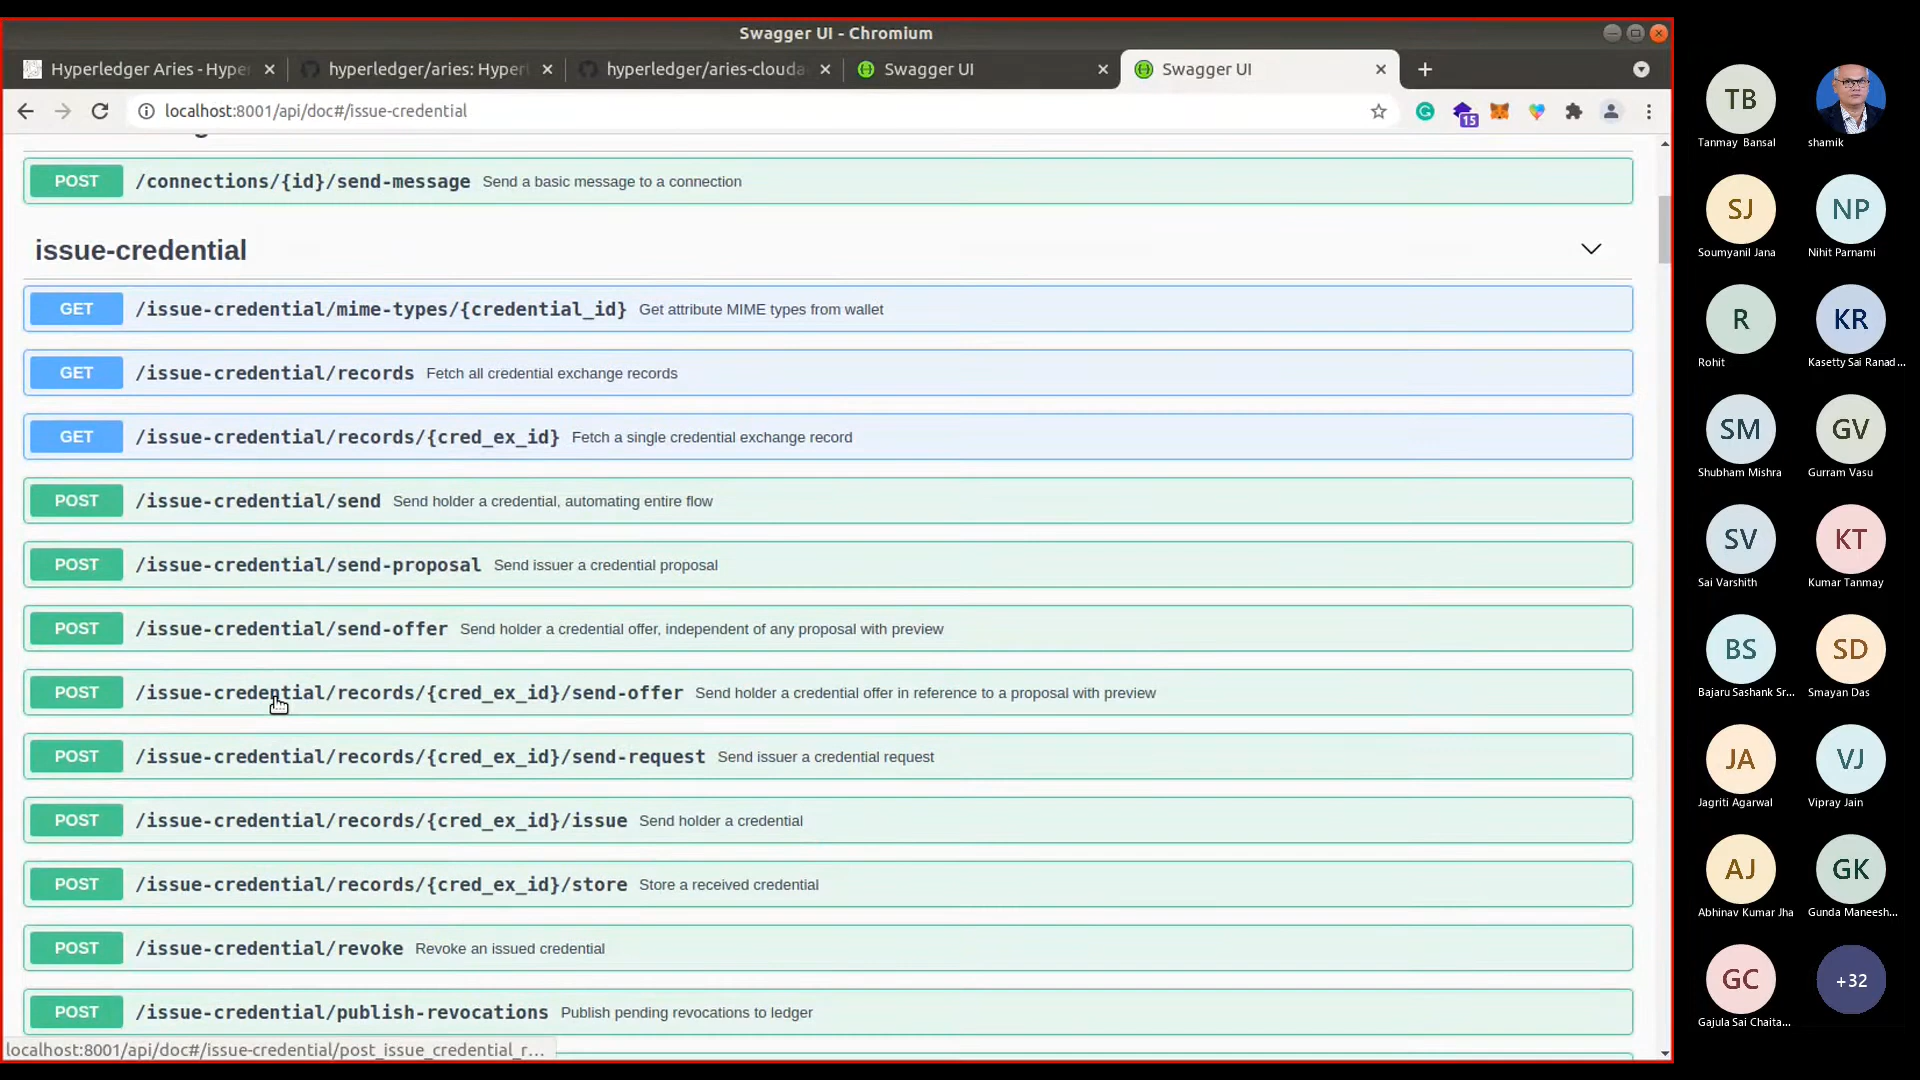 Swagger UI - Chromium
Hyperledger Aries - Hype
hyperledger/aries: Hyper
hyperledger/aries-clouda
Swagger UI
Swagger UI
localhost:8001/api/doc#/issue-credential
15
POST /connections/{id}/send-message Send a basic message to a connection
issue-credential
GET /issue-credential/mime-types/{credential_id} Get attribute MIME types from wallet
GET /issue-credential/records Fetch all credential exchange records
GET /issue-credential/records/{cred_ex_id} Fetch a single credential exchange record
POST /issue-credential/send Send holder a credential, automating entire flow
POST /issue-credential/send-proposal Send issuer a credential proposal
POST /issue-credential/send-offer Send holder a credential offer, independent of any proposal with preview
POST /issue-credential/records/{cred_ex_id}/send-offer Send holder a credential offer in reference to a proposal with preview
POST /issue-credential/records/{cred_ex_id}/send-request Send issuer a credential request
POST /issue-credential/records/{cred_ex_id}/issue Send holder a credential
POST /issue-credential/records/{cred_ex_id}/store Store a received credential
POST /issue-credential/revoke Revoke an issued credential
POST /issue-credential/publish-revocations Publish pending revocations to ledger
localhost:8001/api/doc#/issue-credential/post_issue_credential_r...
TB
Tanmay Bansal
shamik
SJ
Soumyanil Jana
NP
Nihit Parnami
R
Rohit
KR
Kasetty Sai Ranad...
SM
Shubham Mishra
GV
Gurram Vasu
SV
Sai Varshith
KT
Kumar Tanmay
BS
Bajaru Sashank Sr...
SD
Smayan Das
JA
Jagriti Agarwal
VJ
Vipray Jain
AJ
Abhinav Kumar Jha
GK
Gunda Maneesh...
GC
Gajula Sai Chaita...
+32